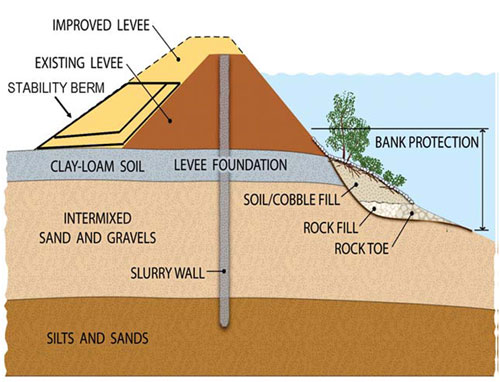 IMPROVED LEVEE
EXISTING LEVEE
STABILITY BERM
BANK PROTECTION
CLAY-LOAM SOIL
LEVEE FOUNDATION
SOIL/COBBLE FILL
INTERMIXED
SAND AND GRAVELS
ROCK FILL
ROCK TOE
SLURRY WALL
SILTS AND SANDS